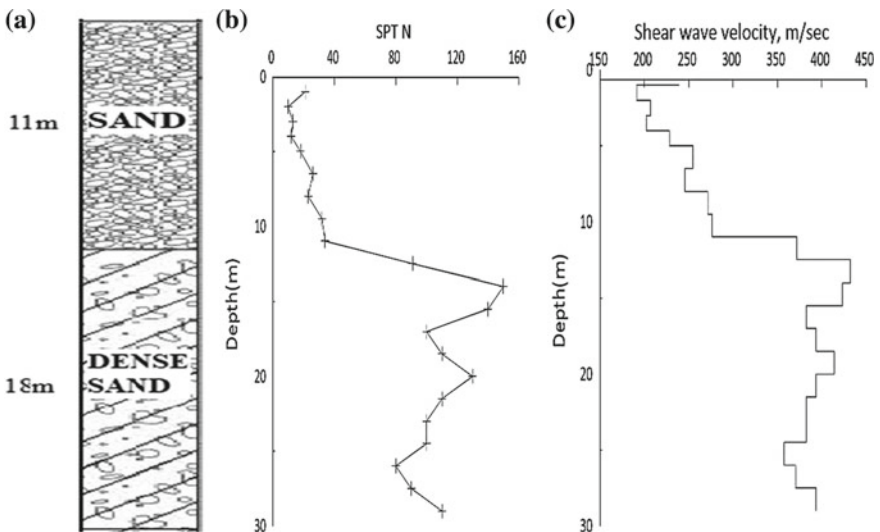 (a)
11m
SAND
18m
DENSE
SAND
(b)
SPT N
0 40 80 120 160
0
10
20
30
Depth(m)
(c)
Shear wave velocity, m/sec
150 200 250 300 350 400 450
0
10
20
30
Depth(m)